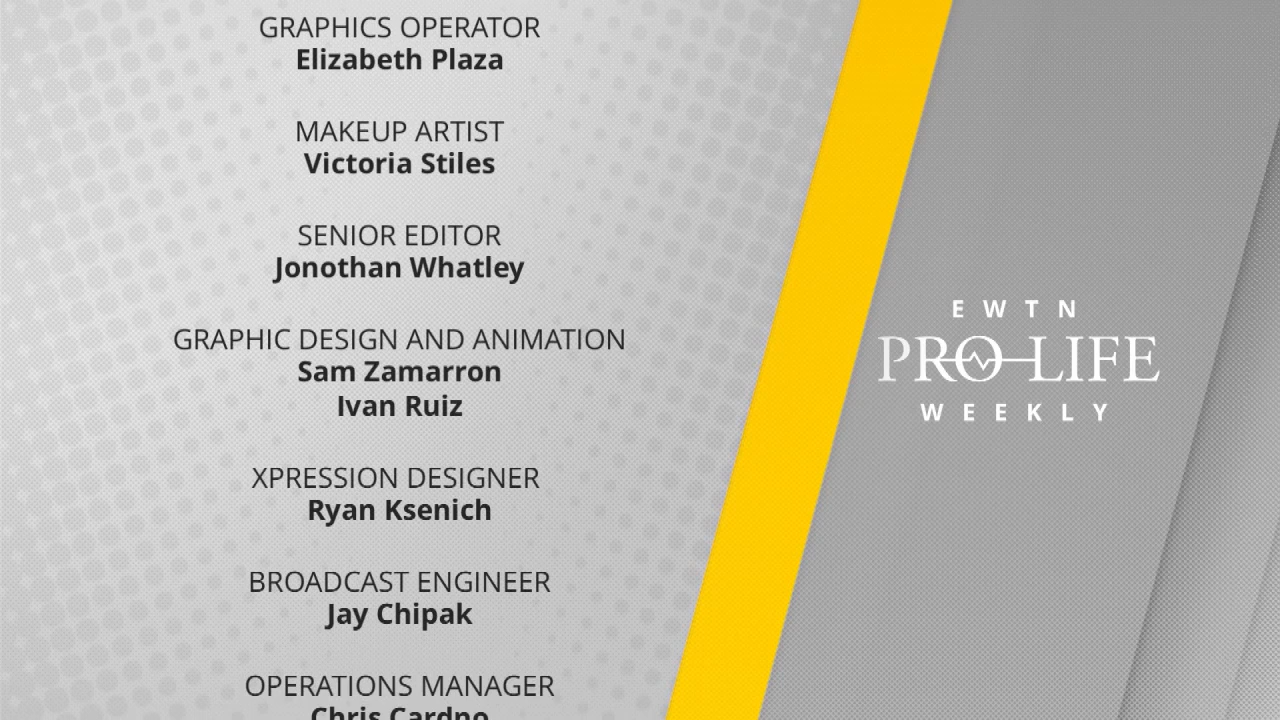 GRAPHICS OPERATOR
Elizabeth Plaza
MAKEUP ARTIST
Victoria Stiles
SENIOR EDITOR
Jonothan Whatley
GRAPHIC DESIGN AND ANIMATION
Sam Zamarron
Ivan Ruiz
XPRESSION DESIGNER
Ryan Ksenich
BROADCAST ENGINEER
Jay Chipak
OPERATIONS MANAGER
Chris
EWTN
PRO LIFE
WEEKLY